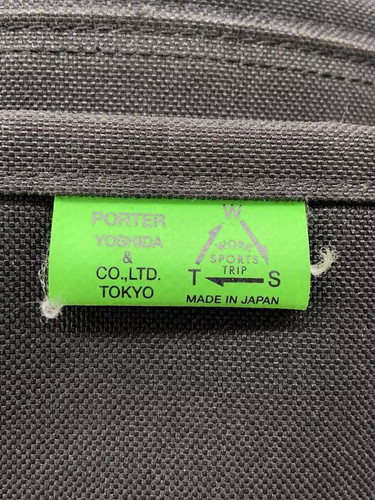 PORTER
YOSHIDA
&
CO.,LTD.
TOKYO
W
WORK
SPORTS
TRIP
T S
MADE IN JAPAN